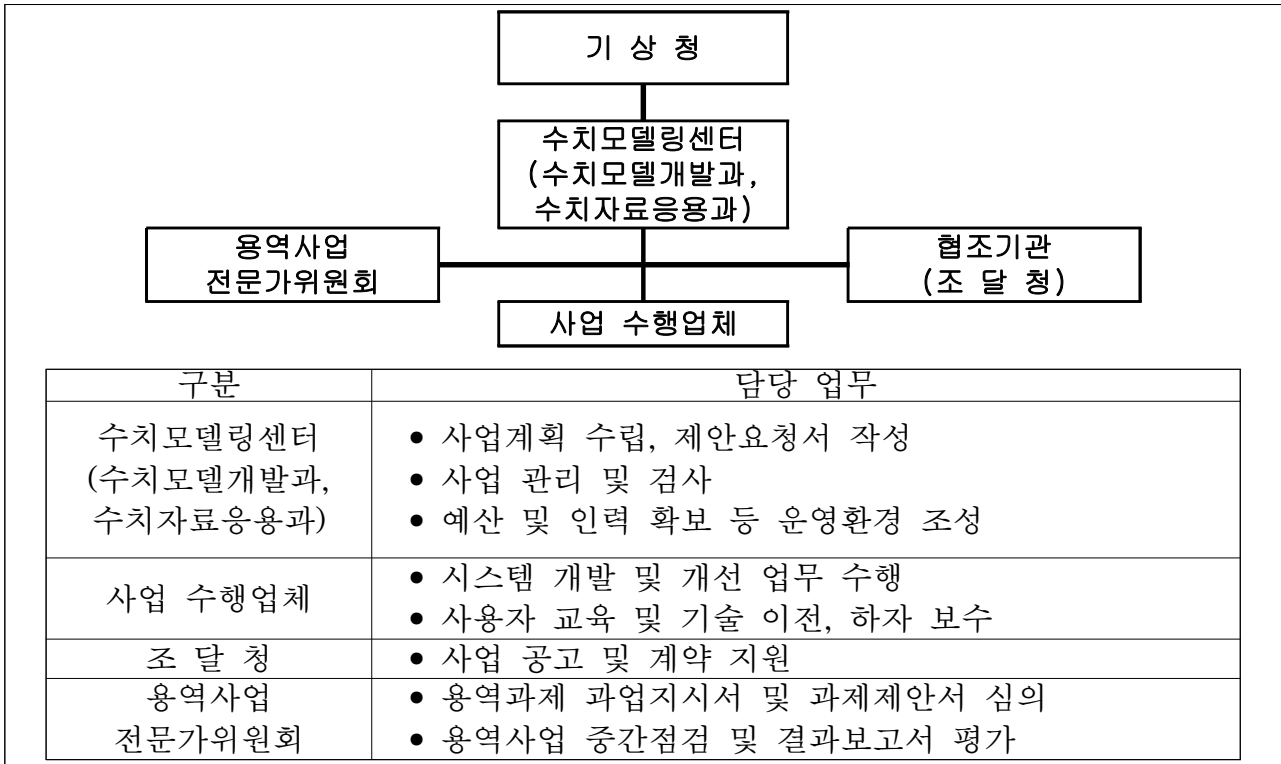 기 상 청
수치모델링센터
(수치모델개발과,
수치자료응용과)
용역사업
전문가위원회
협조기관
(조 달 청)
사업 수행업체
구분 담당 업무
수치모델링센터
(수치모델개발과,
수치자료응용과)
• 사업계획 수립, 제안요청서 작성
• 사업 관리 및 검사
• 예산 및 인력 확보 등 운영환경 조성
사업 수행업체
• 시스템 개발 및 개선 업무 수행
• 사용자 교육 및 기술 이전, 하자 보수
조 달 청
• 사업 공고 및 계약 지원
용역사업
전문가위원회
• 용역과제 과업지시서 및 과제제안서 심의
• 용역사업 중간점검 및 결과보고서 평가